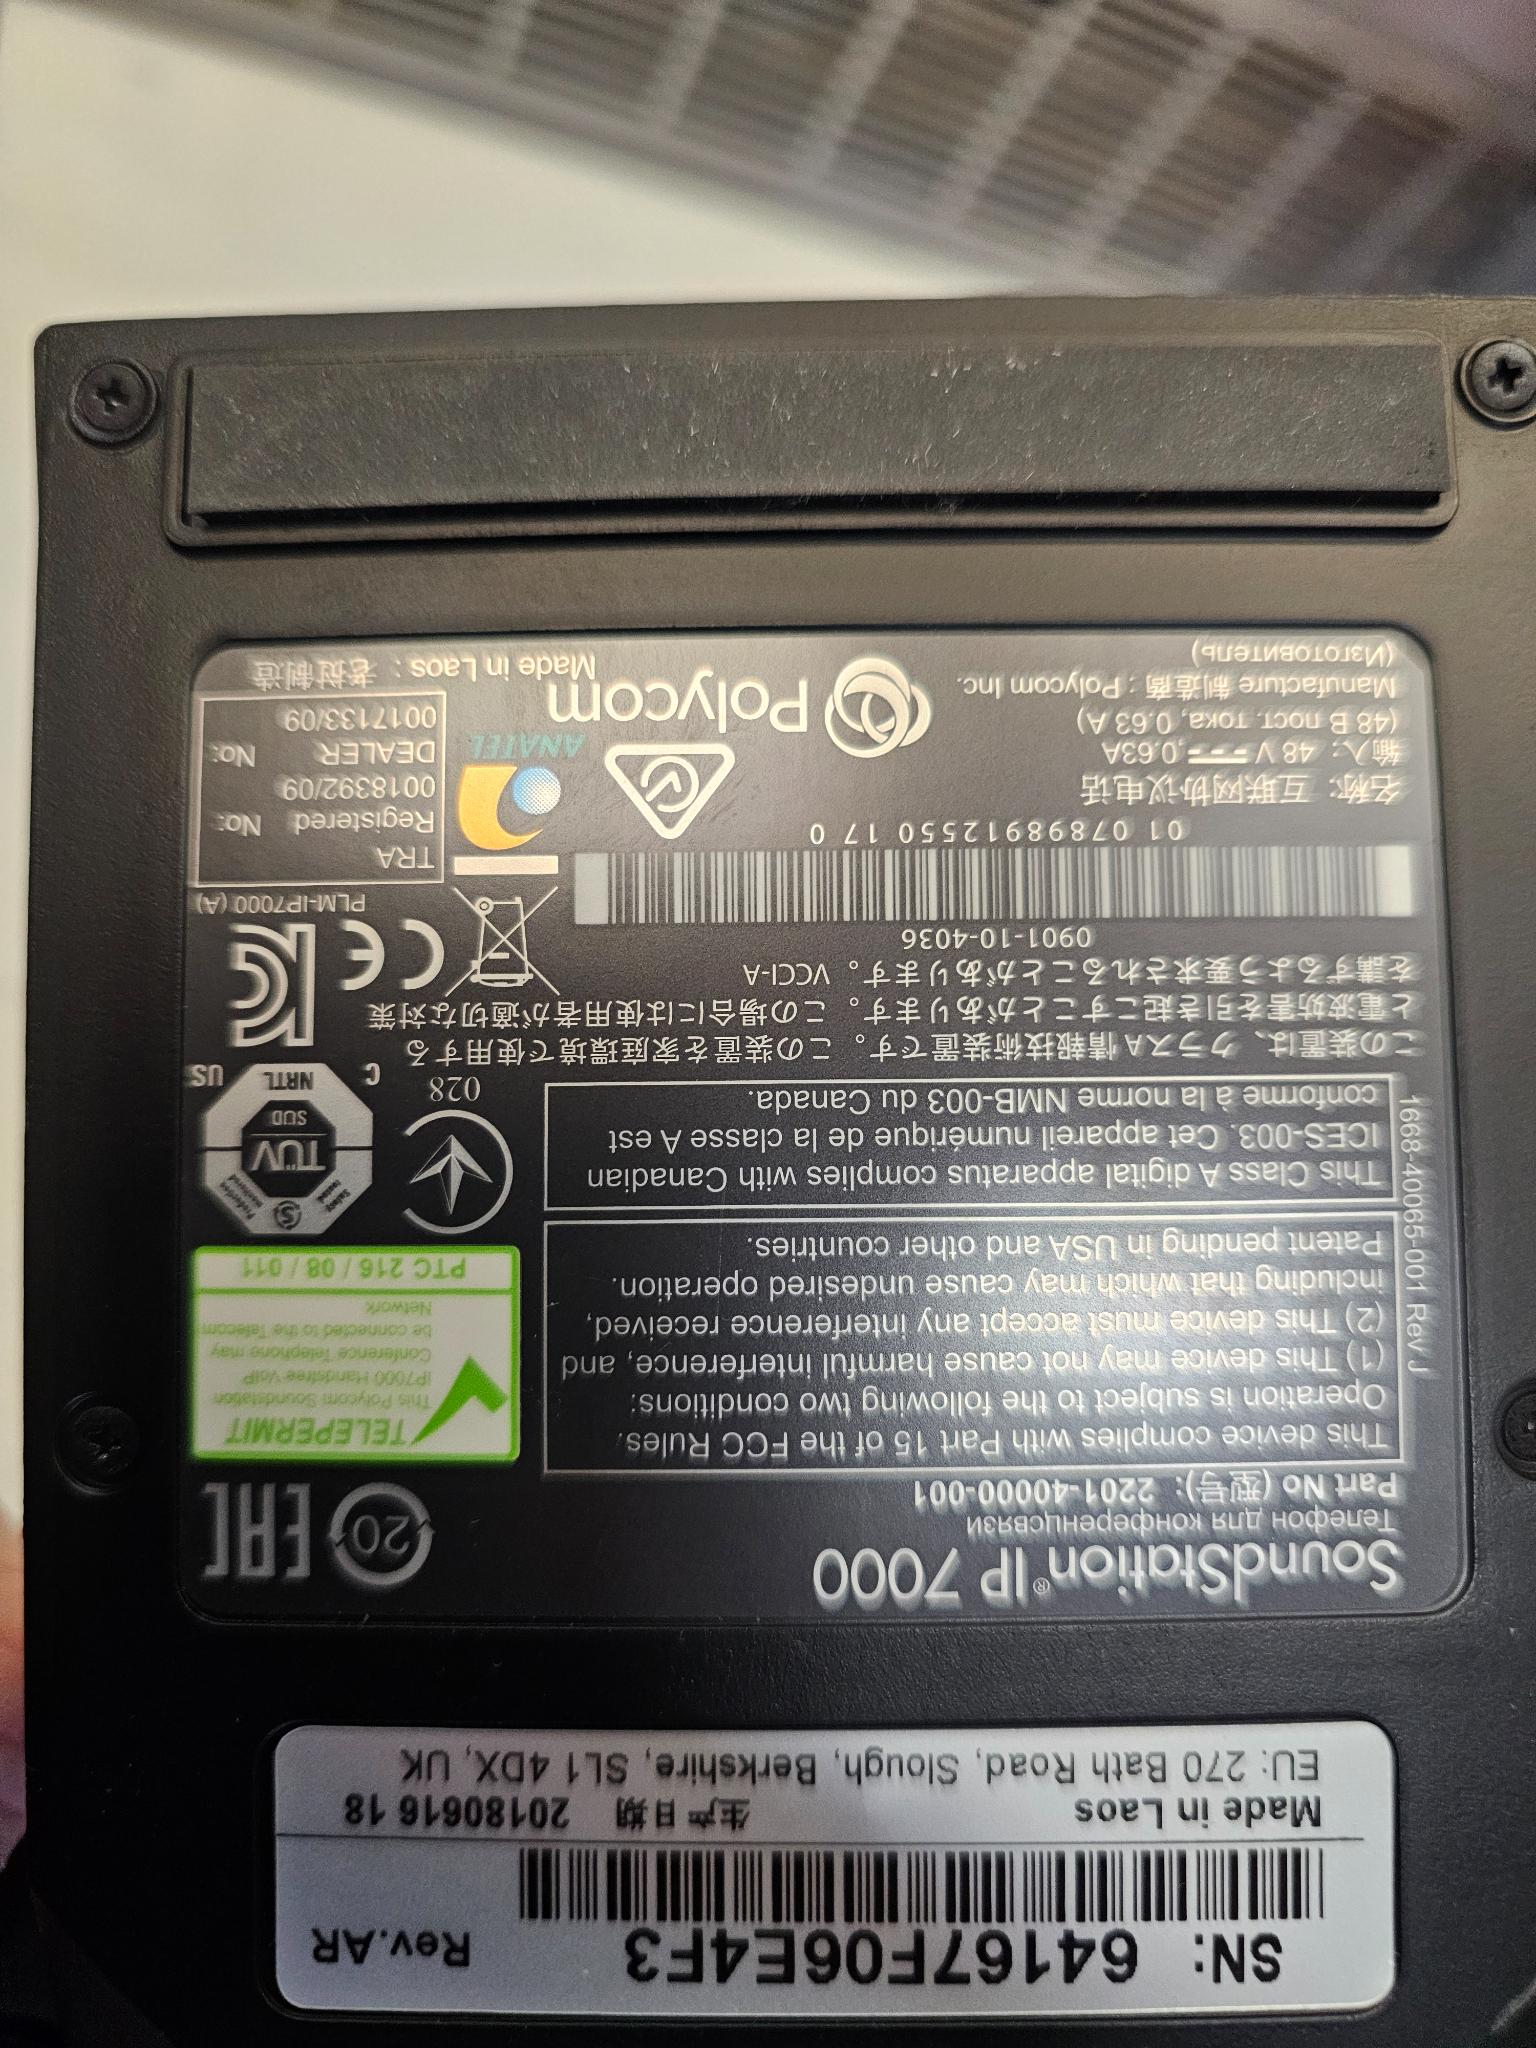 SN: 64167F06E4F3 Rev.AR
Made in Laos 生产日期 20180616 18
EU: 270 Bath Road, Slough, Berkshire, SL1 4DX, UK
SoundStation® IP 7000
Телефон для конференцсвязи
Part No (型号): 2201-40000-001
20
EAC
This device complies with Part 15 of the FCC Rules.
Operation is subject to the following two conditions:
(1) This device may not cause harmful interference, and
(2) This device must accept any interference received,
including that which may cause undesired operation.
Patent pending in USA and other countries.
TELEPERMIT
This Polycom Soundstation
IP7000 Handsfree VoIP
Conference Telephone may
be connected to the Telecom
Network
PTC 216 / 08 / 011
1668-40065-001 Rev J
This Class A digital apparatus complies with Canadian
ICES-003. Cet appareil numérique de la classe A est
conforme à la norme NMB-003 du Canada.
028
TÜV
SUD
C NRTL US
この装置は、クラスA情報技術装置です。この装置を家庭環境で使用する
と電波妨害を引き起こすことがあります。この場合には使用者が適切な対策
を講ずるよう要求されることがあります。 VCCI-A
0901-10-4036
CE
PLM-IP7000 (A)
01 07898912550 17 0
TRA
Registered No:
0018392/09
DEALER No:
0017133/09
名称: 互联网协议电话
输入: 48 V ⎓, 0.63A
(48 В пост. тока, 0.63 A)
Manufacture 制造商 : Polycom Inc.
(Изготовитель)
Polycom
ANATEL
Made in Laos : 老挝制造